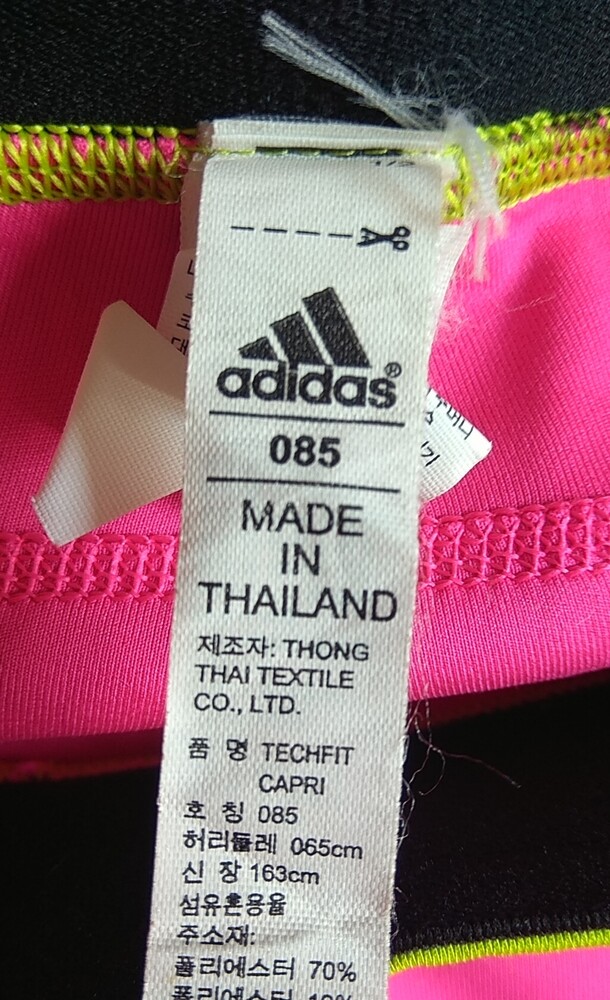 1/2
adidas®
085
MADE
IN
THAILAND
제조자: THONG
THAI TEXTILE
CO., LTD.
품 명 TECHFIT
CAPRI
호 칭 085
허리둘레 065cm
신 장 163cm
섬유혼용율
주소재:
폴리에스터 70%